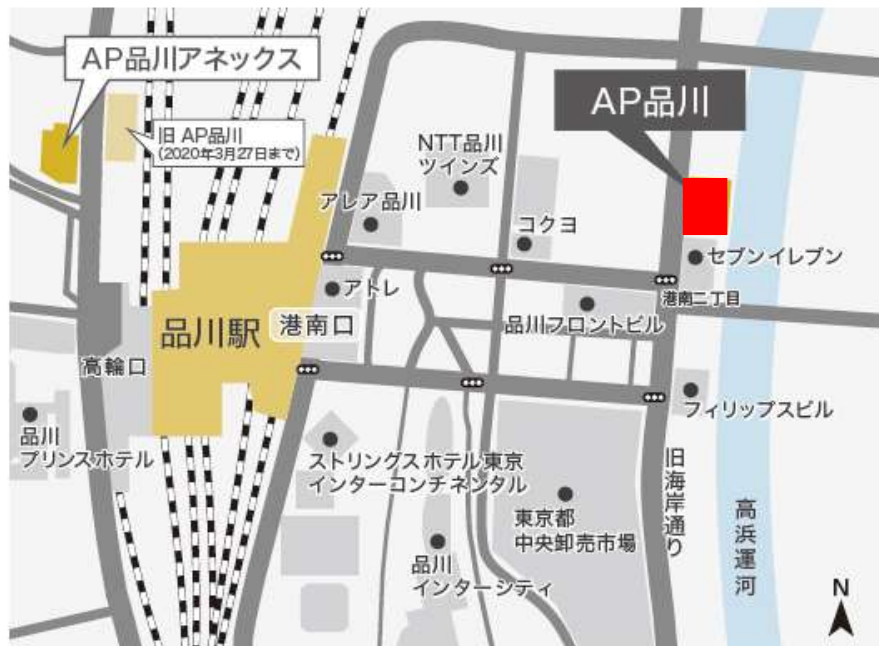 AP品川アネックス
旧 AP品川
(2020年3月27日まで)
AP品川
NTT品川
ツインズ
アレア品川
コクヨ
セブンイレブン
アトレ
港南二丁目
品川駅
港南口
品川フロントビル
高輪口
フィリップスビル
品川
プリンスホテル
ストリングスホテル東京
インターコンチネンタル
東京都
中央卸売市場
旧海岸通り
高浜運河
品川
インターシティ
N